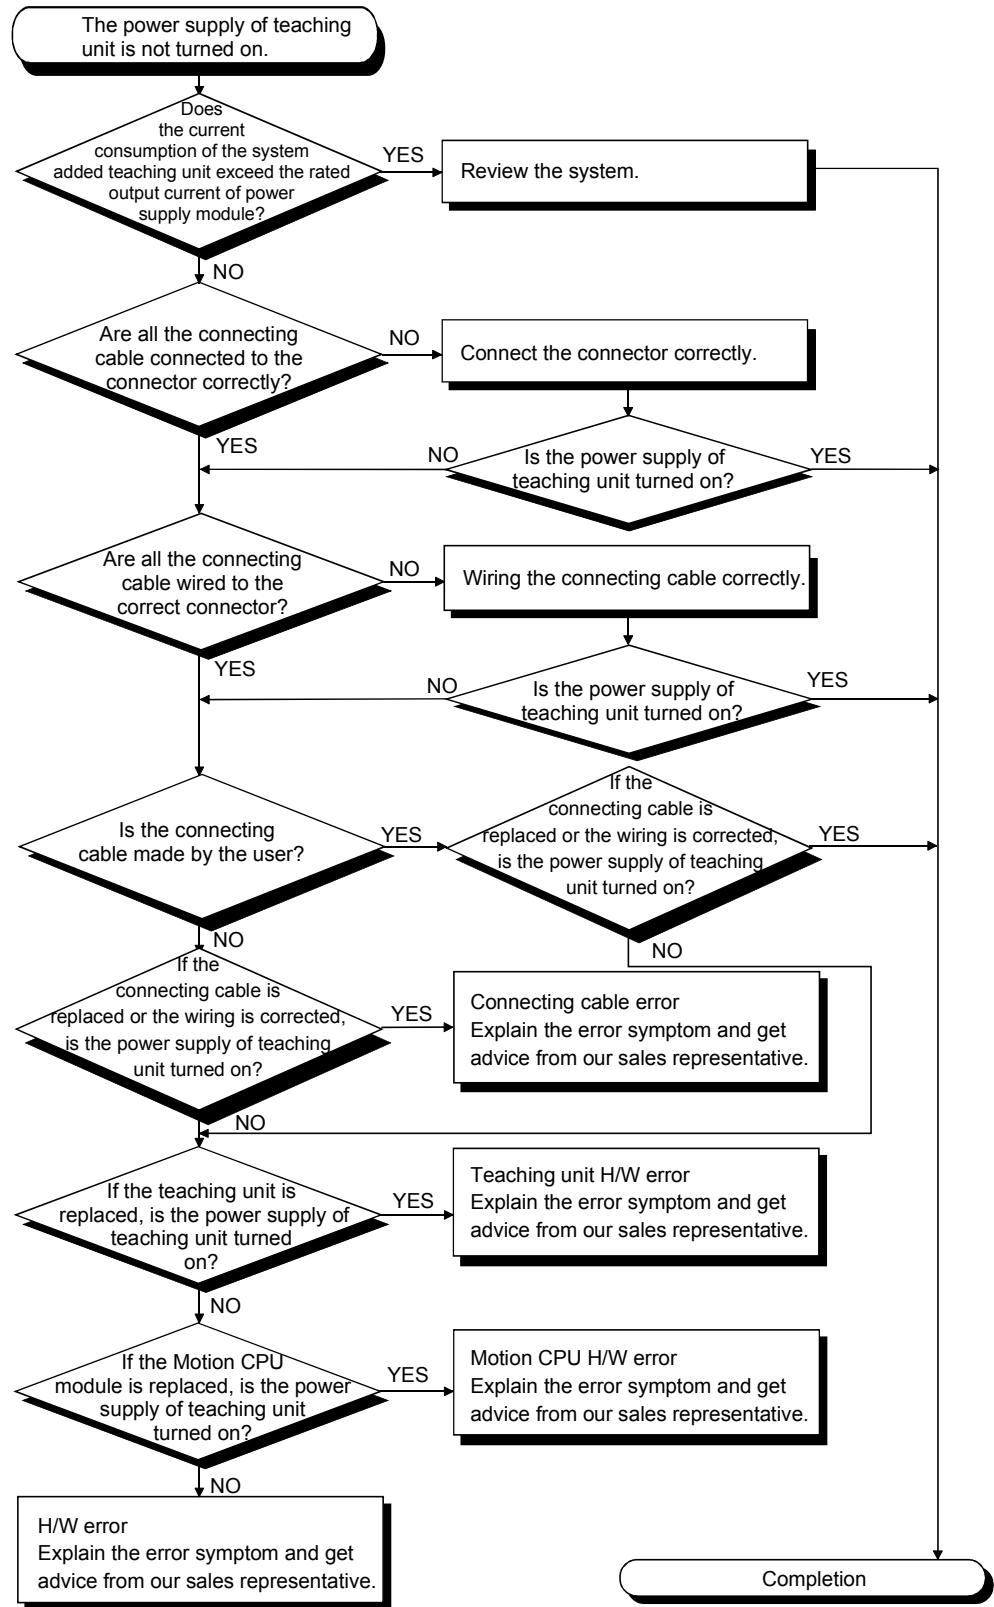 The power supply of teaching
unit is not turned on.
Does
the current
consumption of the system
added teaching unit exceed the rated
output current of power
supply module?
YES
Review the system.
NO
Are all the connecting
cable connected to the
connector correctly?
NO
Connect the connector correctly.
YES
NO
Is the power supply of
teaching unit turned on?
YES
Are all the connecting
cable wired to the
correct connector?
NO
Wiring the connecting cable correctly.
YES
NO
Is the power supply of
teaching unit turned on?
YES
Is the connecting
cable made by the user?
YES
If the
connecting cable is
replaced or the wiring is corrected,
is the power supply of teaching
unit turned on?
YES
NO
NO
If the
connecting cable is
replaced or the wiring is corrected,
is the power supply of teaching
unit turned on?
YES
Connecting cable error
Explain the error symptom and get
advice from our sales representative.
NO
If the teaching unit is
replaced, is the power supply of
teaching unit turned
on?
YES
Teaching unit H/W error
Explain the error symptom and get
advice from our sales representative.
NO
If the Motion CPU
module is replaced, is the power
supply of teaching unit
turned on?
YES
Motion CPU H/W error
Explain the error symptom and get
advice from our sales representative.
NO
H/W error
Explain the error symptom and get
advice from our sales representative.
Completion